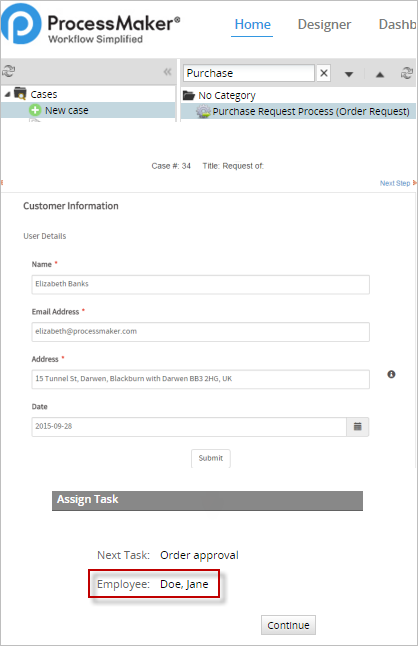 ProcessMaker®
Workflow Simplified
Home Designer Dashb
Purchase
Cases
New case
No Category
Purchase Request Process (Order Request)
Case #: 34 Title: Request of:
Next Step
Customer Information
User Details
Name *
Elizabeth Banks
Email Address *
elizabeth@processmaker.com
Address *
15 Tunnel St, Darwen, Blackburn with Darwen BB3 2HG, UK
Date
2015-09-28
Submit
Assign Task
Next Task: Order approval
Employee: Doe, Jane
Continue